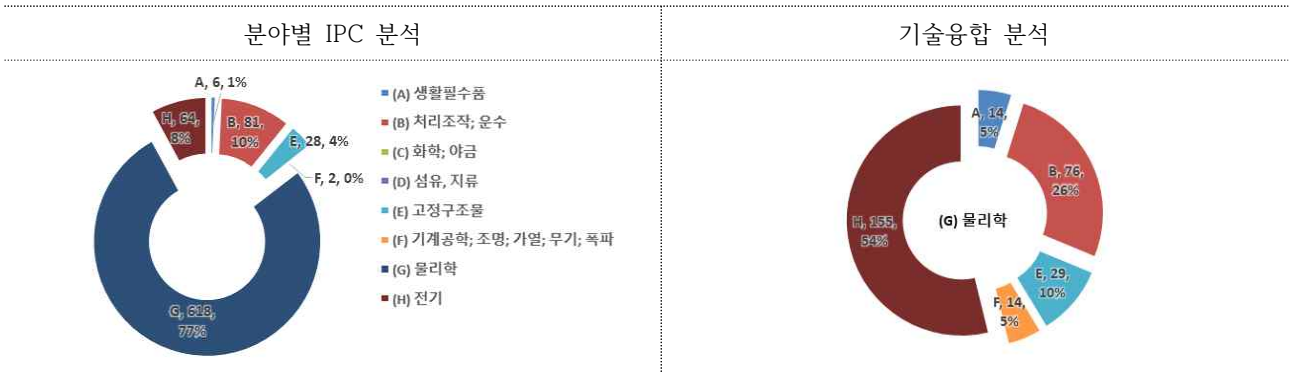 분야별 IPC 분석
기술융합 분석
A, 6, 1%
H, 64,
8%
B, 81,
10%
E, 28, 4%
F, 2, 0%
G, 618,
77%
(A) 생활필수품
(B) 처리조작; 운수
(C) 화학; 야금
(D) 섬유, 지류
(E) 고정구조물
(F) 기계공학; 조명; 가열; 무기; 폭파
(G) 물리학
(H) 전기
A, 14,
5%
B, 76,
26%
H, 155,
54%
(G) 물리학
E, 29,
10%
F, 14,
5%